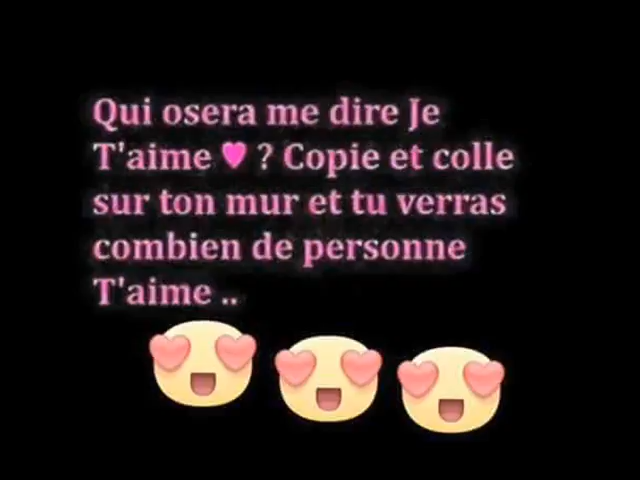 Qui osera me dire Je
T'aime ♥ ? Copie et colle
sur ton mur et tu verras
combien de personne
T'aime ..